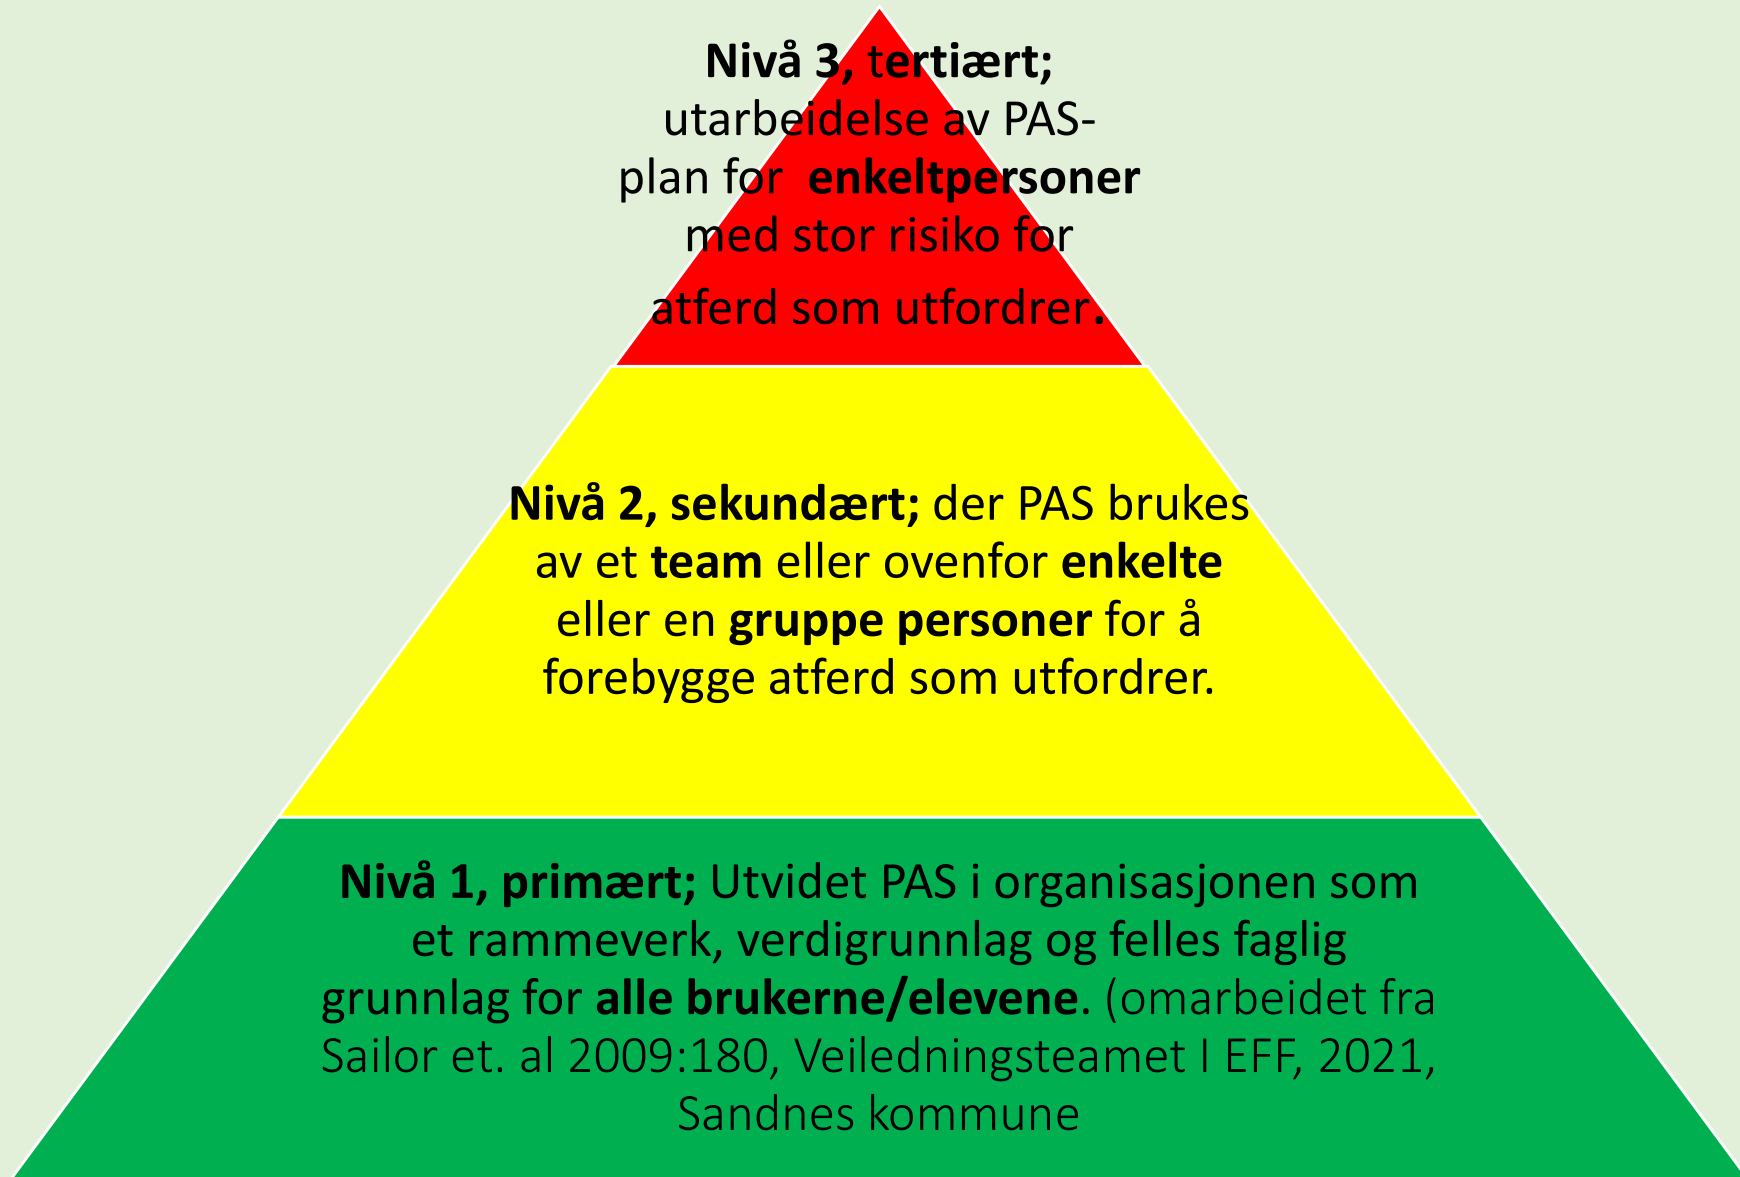 Nivå 3, tertiært;
utarbeidelse av PAS-
plan for enkeltpersoner
med stor risiko for
atferd som utfordrer.
Nivå 2, sekundært; der PAS brukes
av et team eller ovenfor enkelte
eller en gruppe personer for å
forebygge atferd som utfordrer.
Nivå 1, primært; Utvidet PAS i organisasjonen som
et rammeverk, verdigrunnlag og felles faglig
grunnlag for alle brukerne/elevene. (omarbeidet fra
Sailor et. al 2009:180, Veiledningsteamet I EFF, 2021,
Sandnes kommune